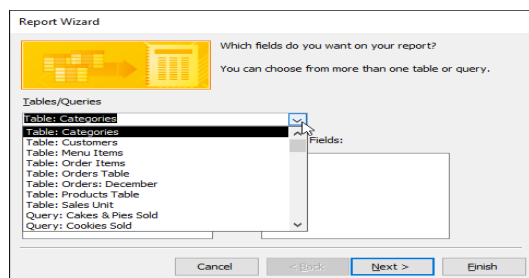 Report Wizard
Which fields do you want on your report?
You can choose from more than one table or query.
Tables/Queries
Table: Categories
Table: Categories
Table: Customers
Table: Menu Items
Table: Order Items
Table: Orders Table
Table: Orders: December
Table: Products Table
Table: Sales Unit
Query: Cakes & Pies Sold
Query: Cookies Sold
Fields:
Cancel
< Back
Next >
Finish